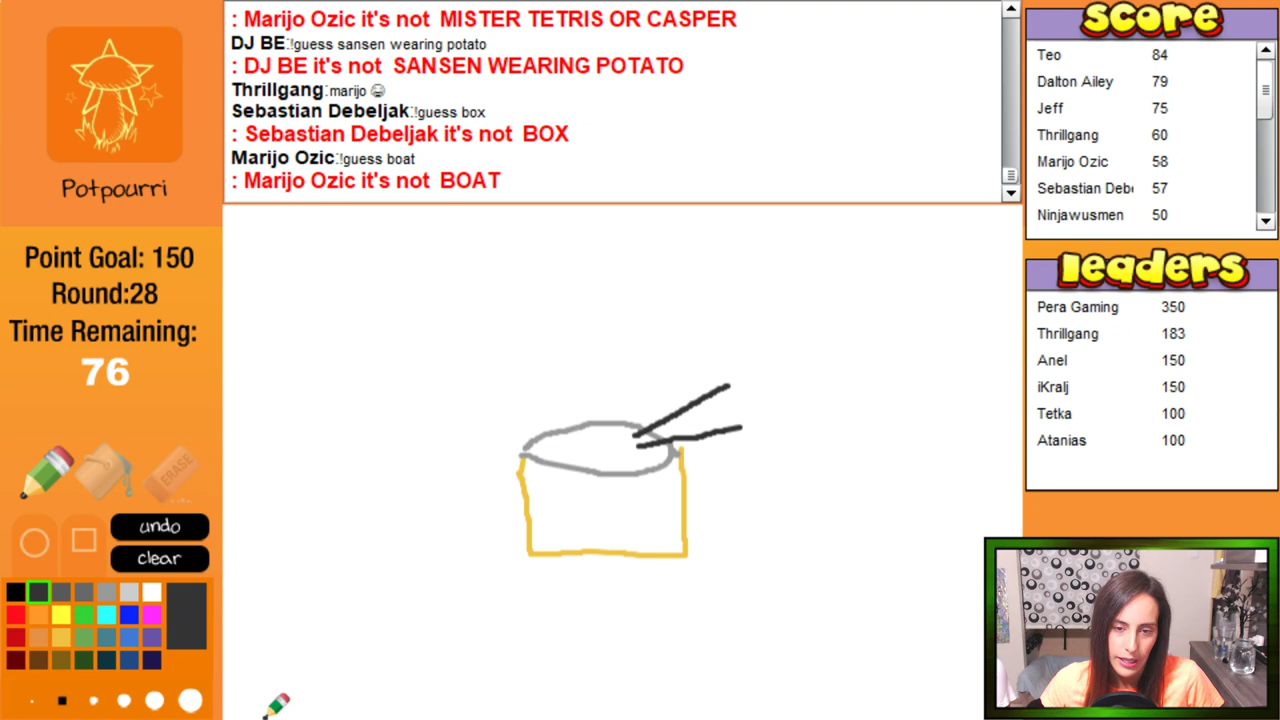 : Marijo Ozic it's not MISTER TETRIS OR CASPER
DJ BE:!guess sansen wearing potato
: DJ BE it's not SANSEN WEARING POTATO
Thrillgang:marijo 😂
Sebastian Debeljak:!guess box
: Sebastian Debeljak it's not BOX
Marijo Ozic:!guess boat
: Marijo Ozic it's not BOAT
Potpourri
Point Goal: 150
Round:28
Time Remaining:
76
ERASE
undo
clear
score
Teo 84
Dalton Ailey 79
Jeff 75
Thrillgang 60
Marijo Ozic 58
Sebastian Debe 57
Ninjawusmen 50
leaders
Pera Gaming 350
Thrillgang 183
Anel 150
iKralj 150
Tetka 100
Atanias 100